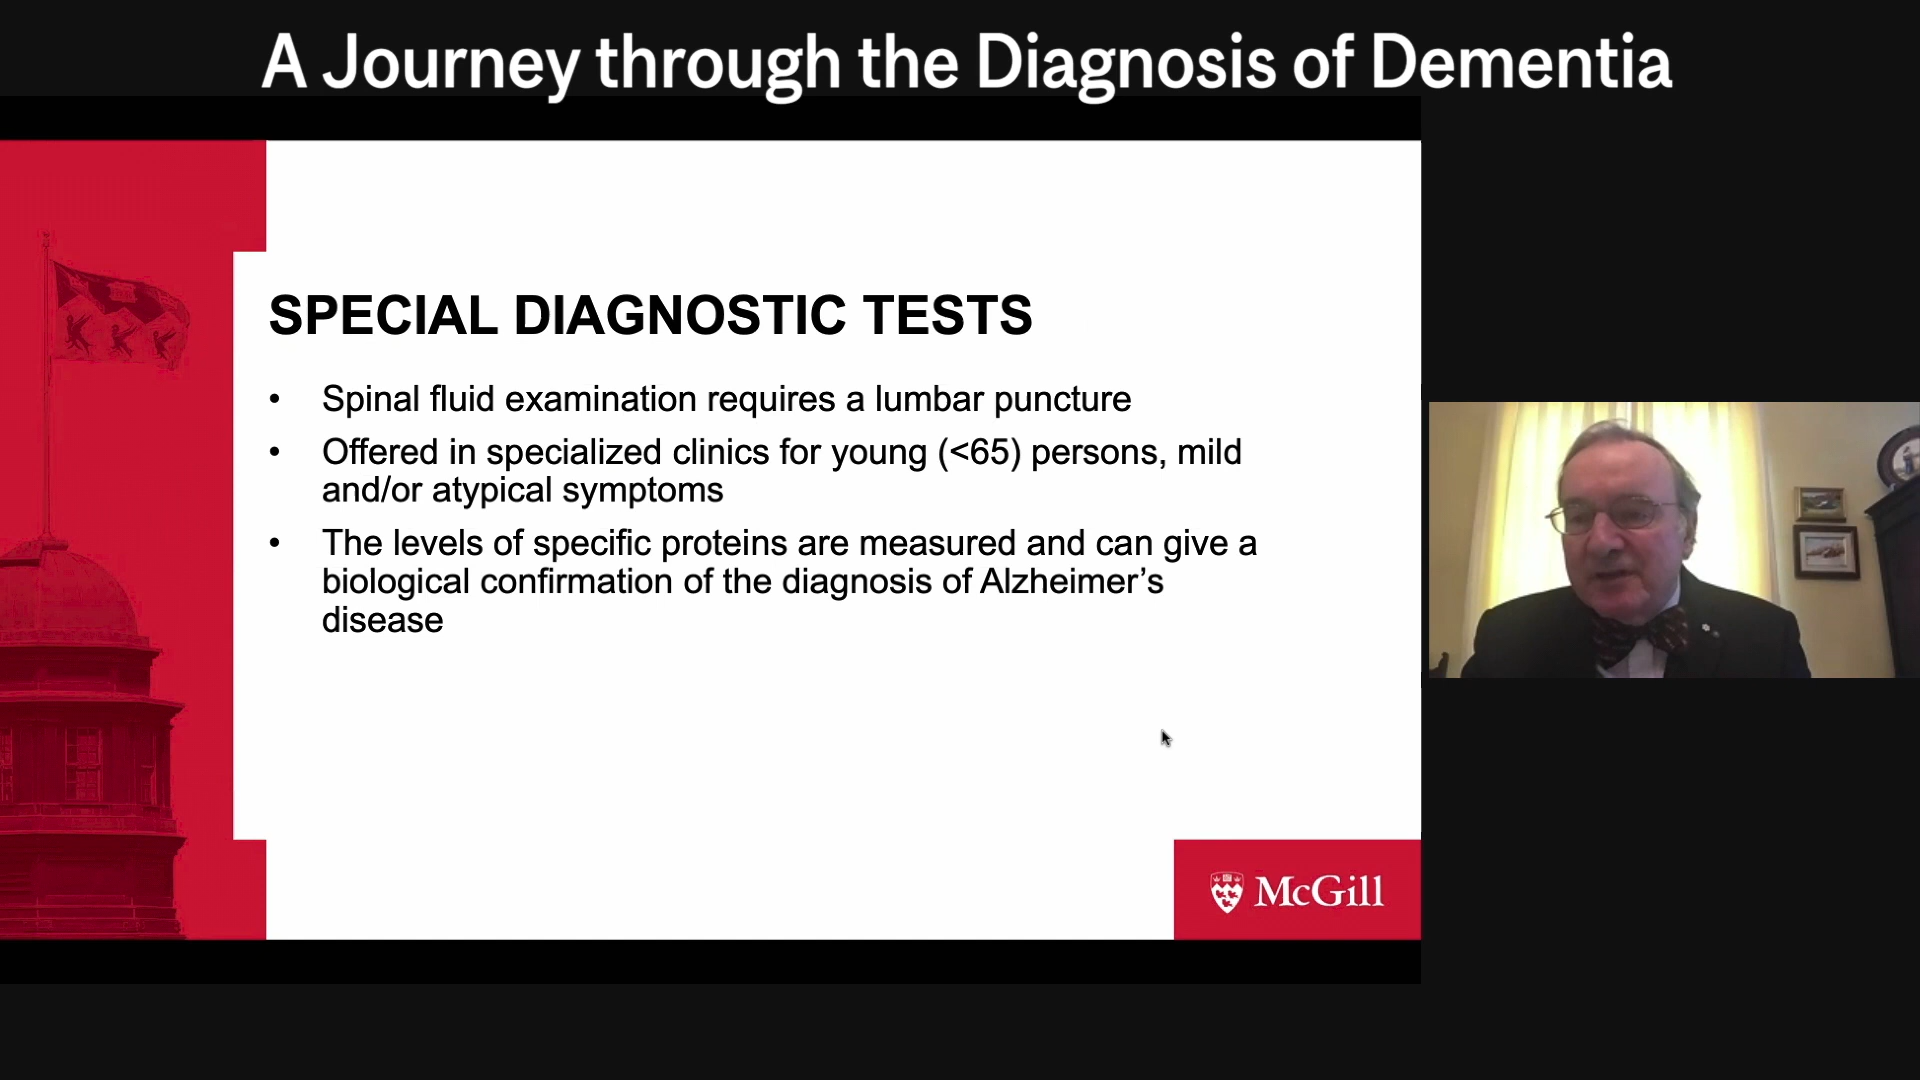 A Journey through the Diagnosis of Dementia
SPECIAL DIAGNOSTIC TESTS
• Spinal fluid examination requires a lumbar puncture
• Offered in specialized clinics for young (<65) persons, mild
and/or atypical symptoms
• The levels of specific proteins are measured and can give a
biological confirmation of the diagnosis of Alzheimer’s
disease
McGill